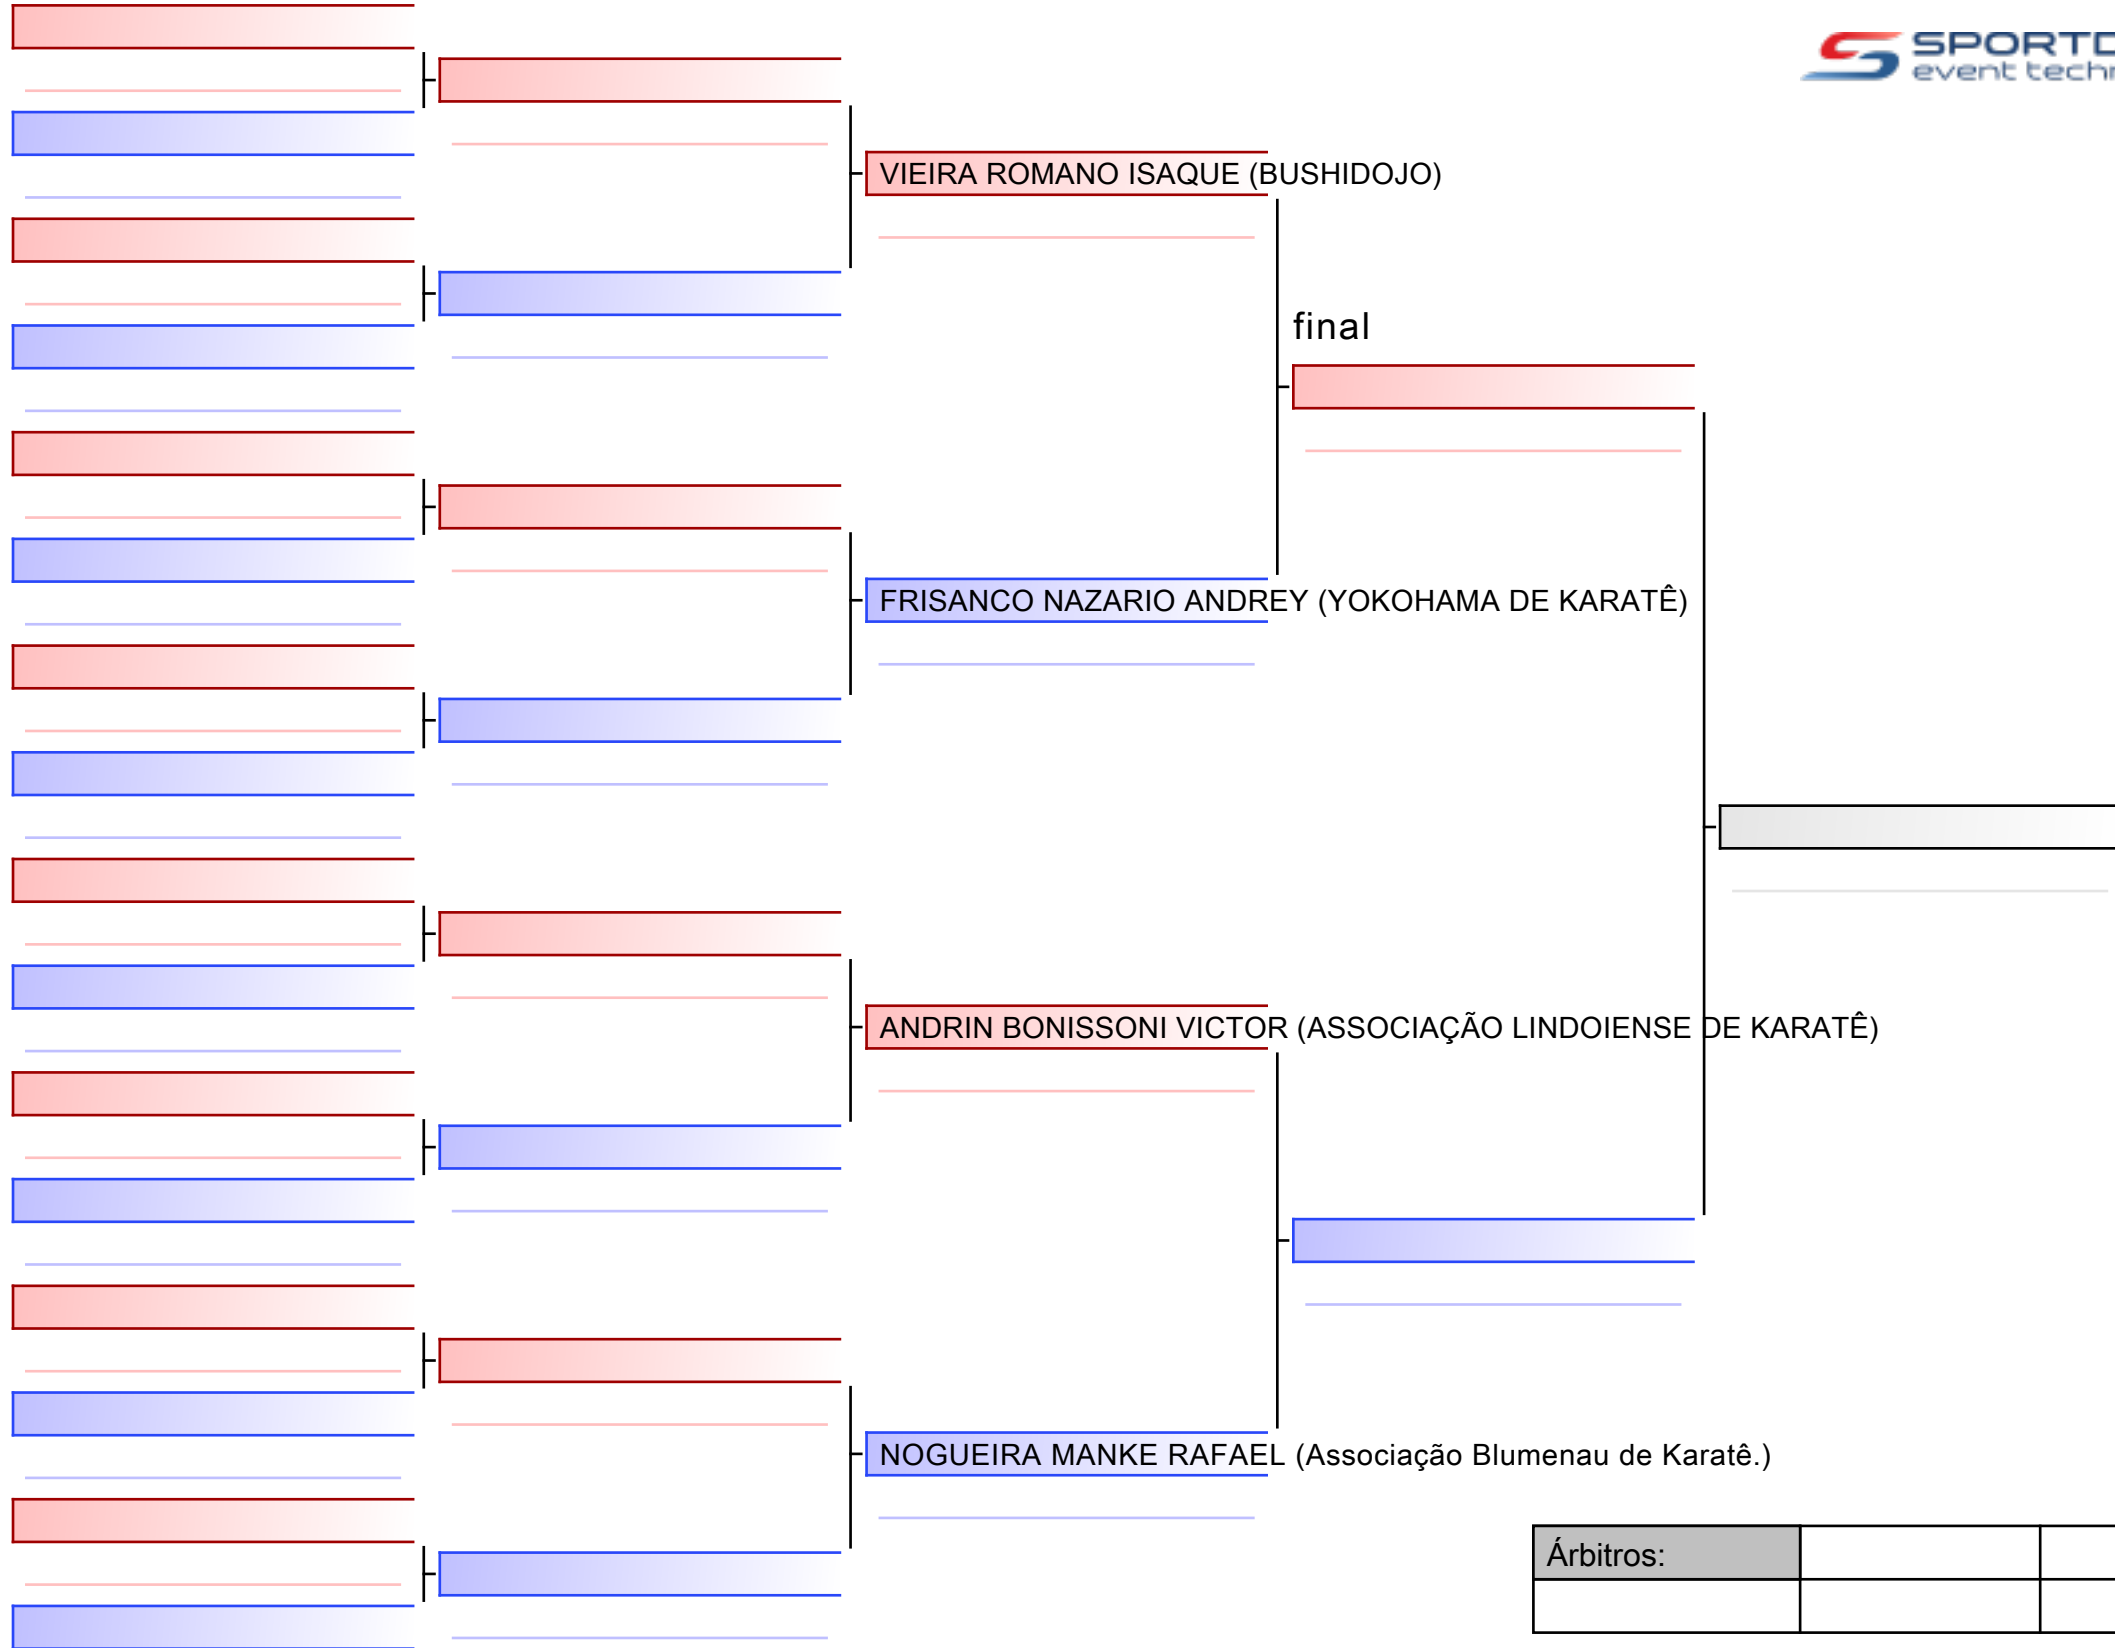 SPORTD
event techn
VIEIRA ROMANO ISAQUE (BUSHIDOJO)
final
FRISANCO NAZARIO ANDREY (YOKOHAMA DE KARATÊ)
ANDRIN BONISSONI VICTOR (ASSOCIAÇÃO LINDOIENSE DE KARATÊ)
NOGUEIRA MANKE RAFAEL (Associação Blumenau de Karatê.)
Árbitros: